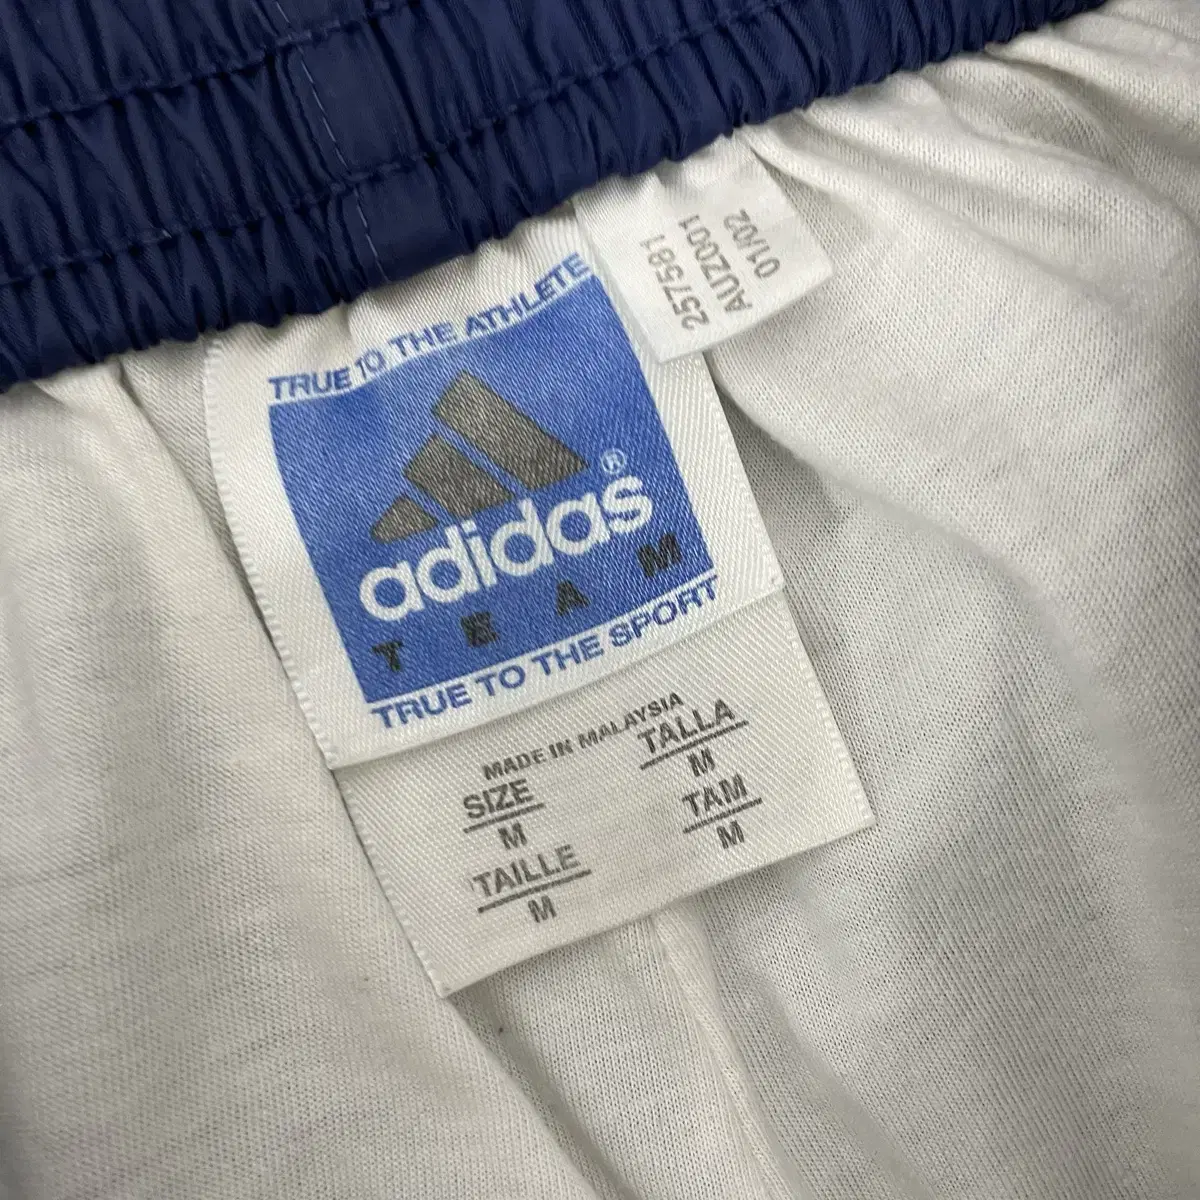 257581
AUZ001
01/02
TRUE TO THE ATHLETE
adidas®
TEAM
TRUE TO THE SPORT
MADE IN MALAYSIA
SIZE
M
TALLA
M
TAILLE
M
TAM
M